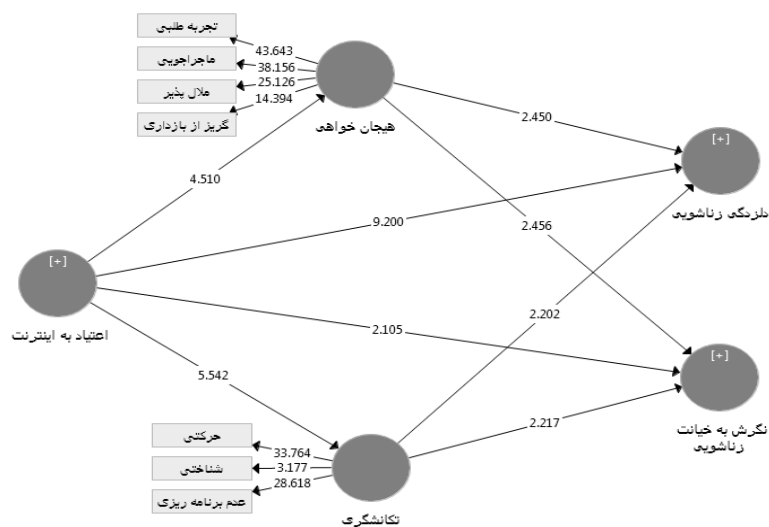 تجربه طلبی
43.643
ماجراجویی
38.156
ملال پذیر
25.126
گریز از بازداری
14.394
هیجان خواهی
4.510
2.450
[+]
دلزدگی زناشویی
9.200
2.456
[+]
اعتیاد به اینترنت
2.105
2.202
[+]
نگرش به خیانت
زناشویی
5.542
2.217
حرکتی
33.764
شناختی
3.177
عدم برنامه ریزی
28.618
تکانشگری